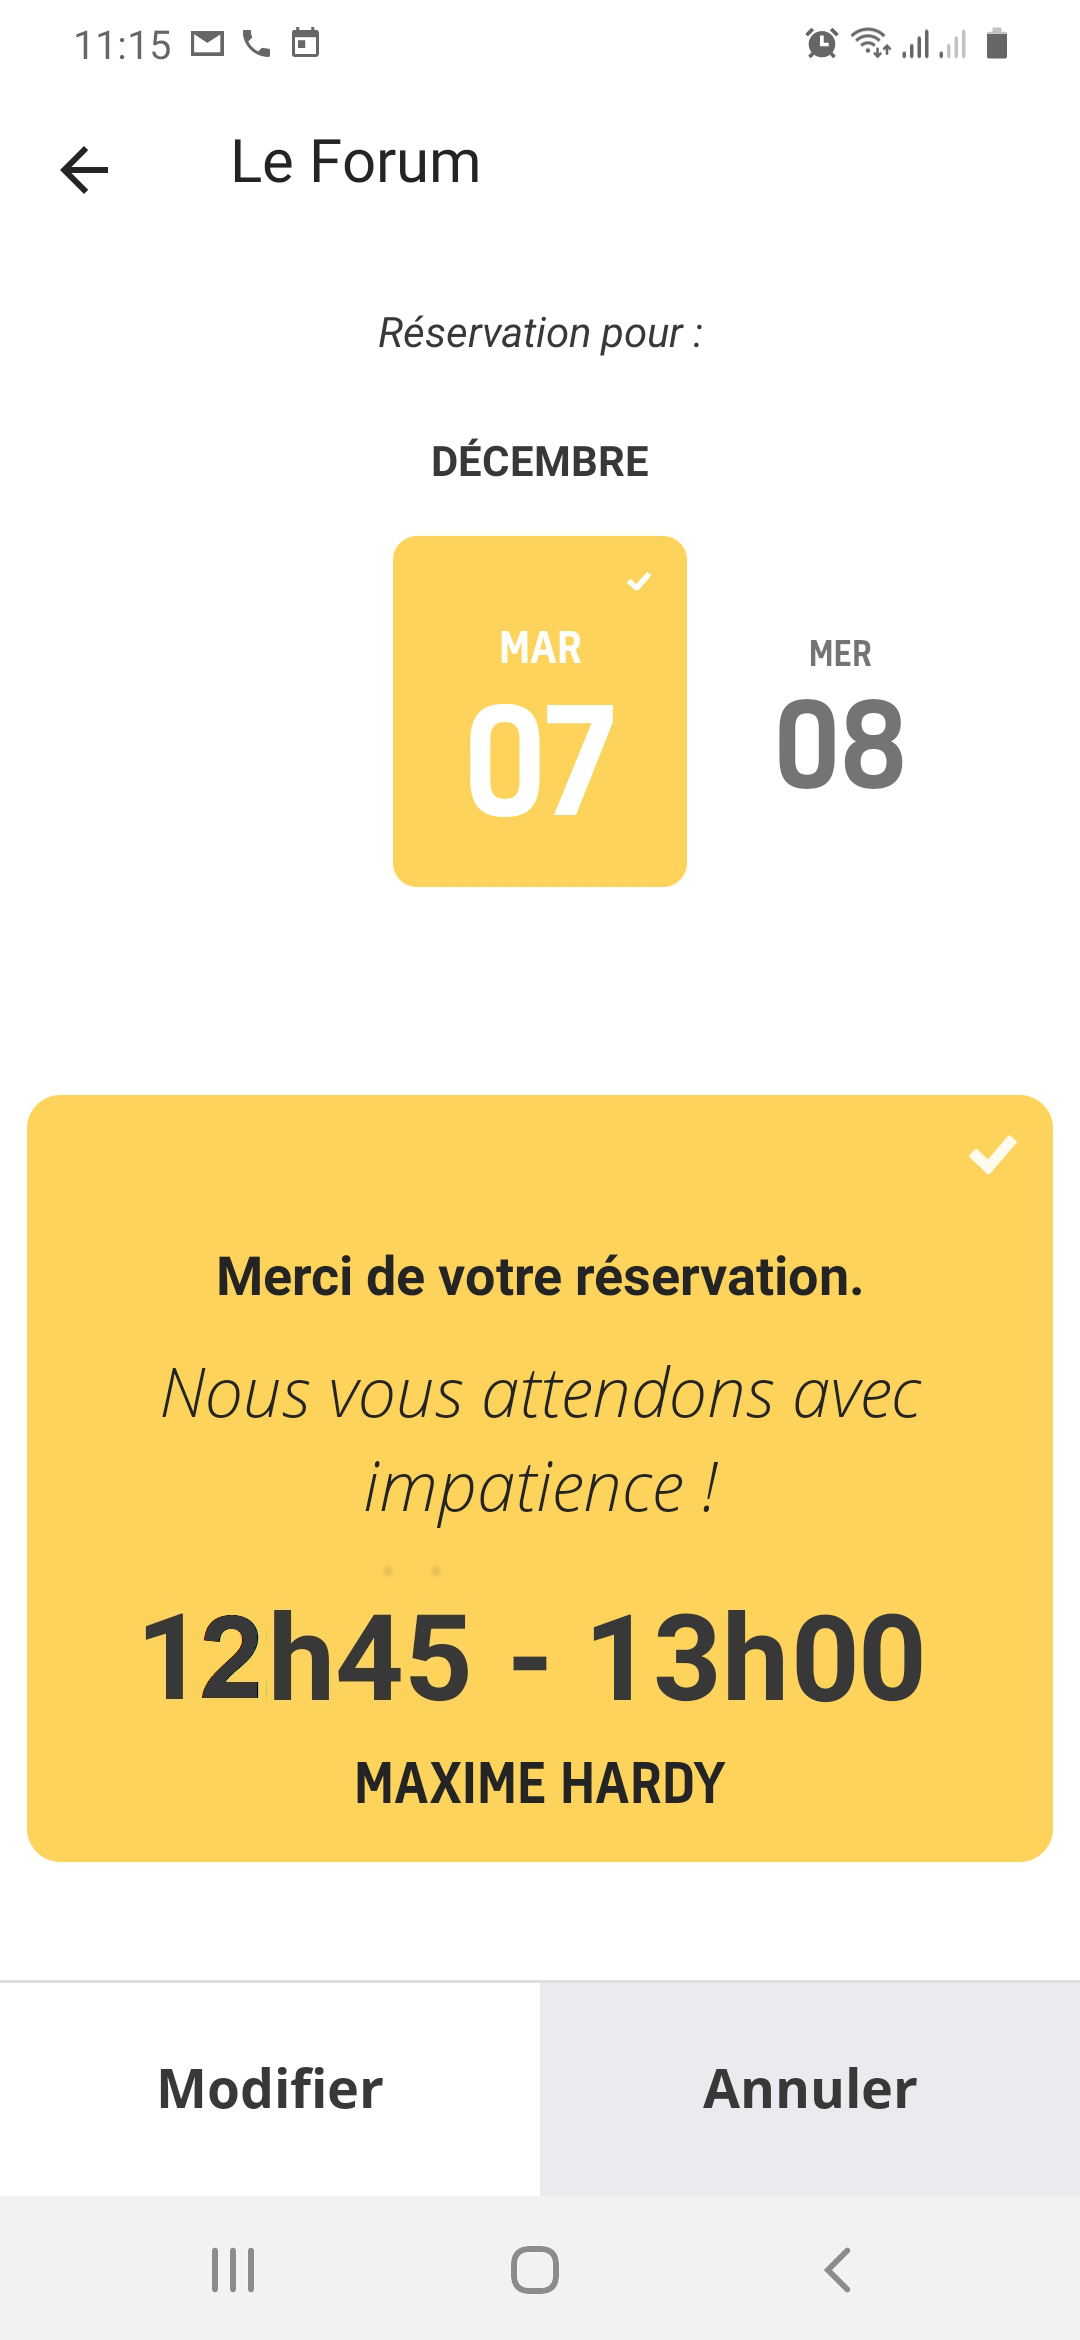 11:15
Le Forum
Réservation pour :
DÉCEMBRE
MAR
07
MER
08
Merci de votre réservation.
Nous vous attendons avec
impatience !
12h45 - 13h00
MAXIME HARDY
Modifier
Annuler